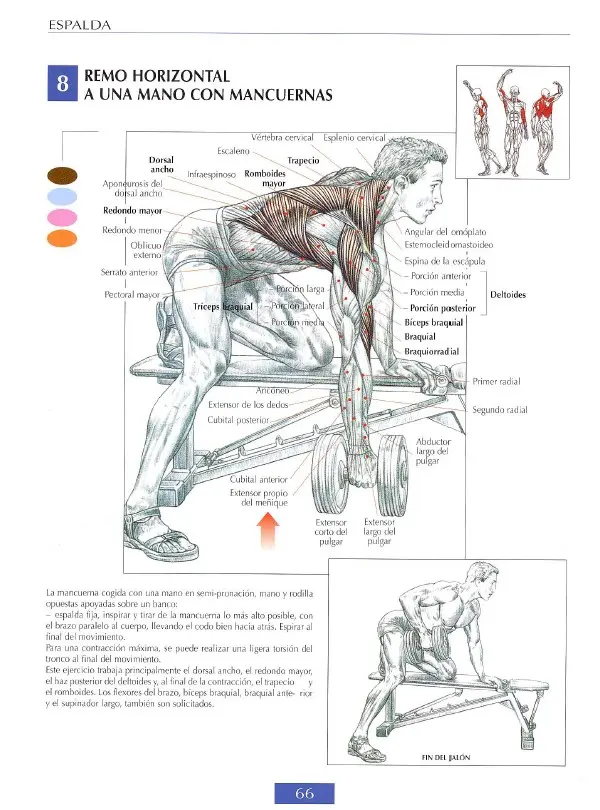 ESPALDA
8
REMO HORIZONTAL
A UNA MANO CON MANCUERNAS
Vértebra cervical
Esplenio cervical
Escaleno
Trapecio
Dorsal
ancho
Infraespinoso
Romboides
mayor
Aponeurosis del
dorsal ancho
Redondo mayor
Redondo menor
Oblicuo
externo
Serrato anterior
Pectoral mayor
Angular del omóplato
Esternocleidomastoideo
Espina de la escápula
Porción anterior
Porción media
Porción posterior
Deltoides
Bíceps braquial
Braquial
Braquiorradial
Tríceps braquial
Porción larga
Porción lateral
Porción media
Primer radial
Segundo radial
Ancóneo
Extensor de los dedos
Cubital posterior
Abductor
largo del
pulgar
Cubital anterior
Extensor propio
del meñique
Extensor
corto del
pulgar
Extensor
largo del
pulgar
La mancuerna cogida con una mano en semi-pronación, mano y rodilla
opuestas apoyadas sobre un banco:
– espalda fija, inspirar y tirar de la mancuerna lo más alto posible, con
el brazo paralelo al cuerpo, llevando el codo bien hacia atrás. Espirar al
final del movimiento.
Para una contracción máxima, se puede realizar una ligera torsión del
tronco al final del movimiento.
Este ejercicio trabaja principalmente el dorsal ancho, el redondo mayor,
el haz posterior del deltoides y, al final de la contracción, el trapecio y
el romboides. Los flexores del brazo, bíceps braquial, braquial ante- rior
y el supinador largo, también son solicitados.
FIN DEL JALÓN
66